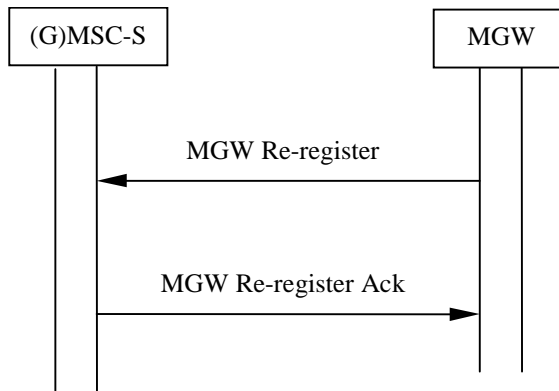 (G)MSC-S
MGW
MGW Re-register
MGW Re-register Ack